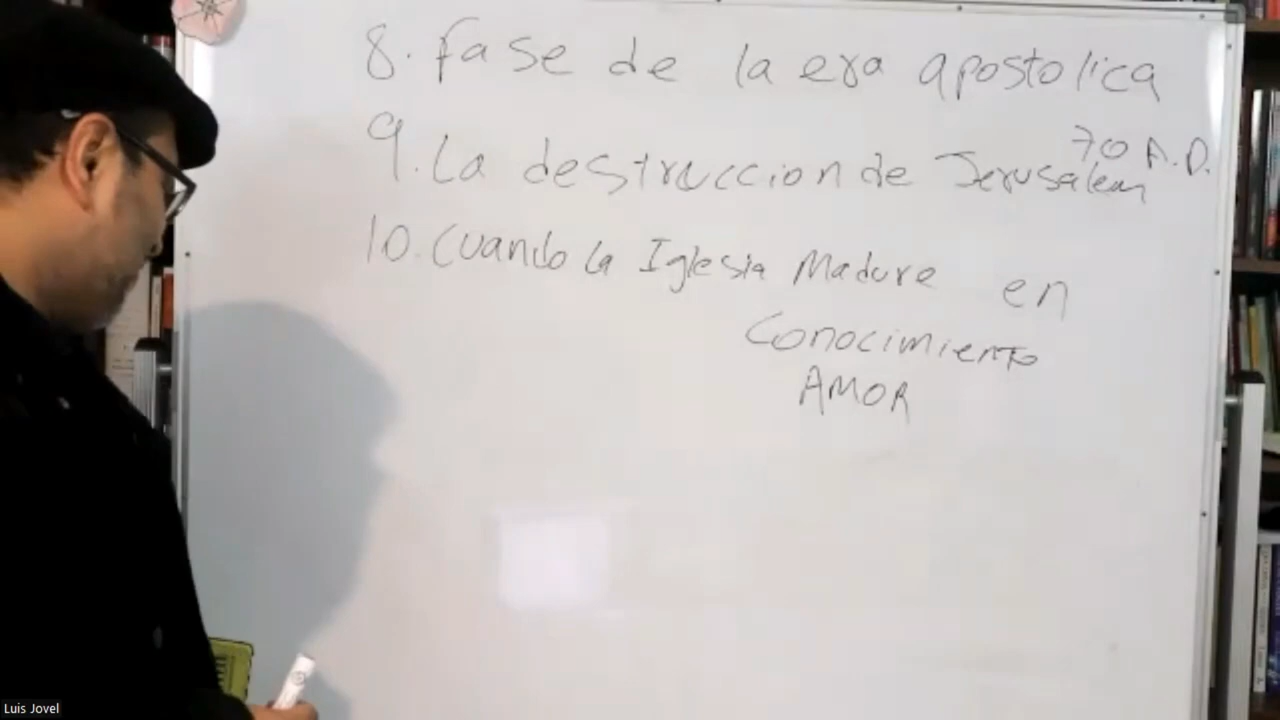 8. Fase de la era apostolica
9. La destruccion de Jerusalem 70 A.D.
10. Cuando la Iglesia Madure en
Conocimiento
AMOR
Luis Jovel